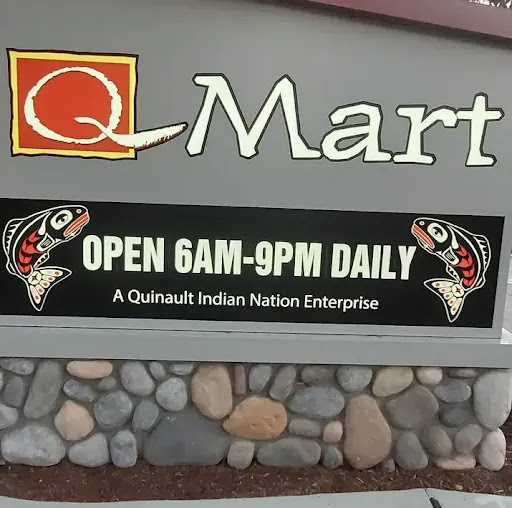 Q Mart
OPEN 6AM-9PM DAILY
A Quinault Indian Nation Enterprise